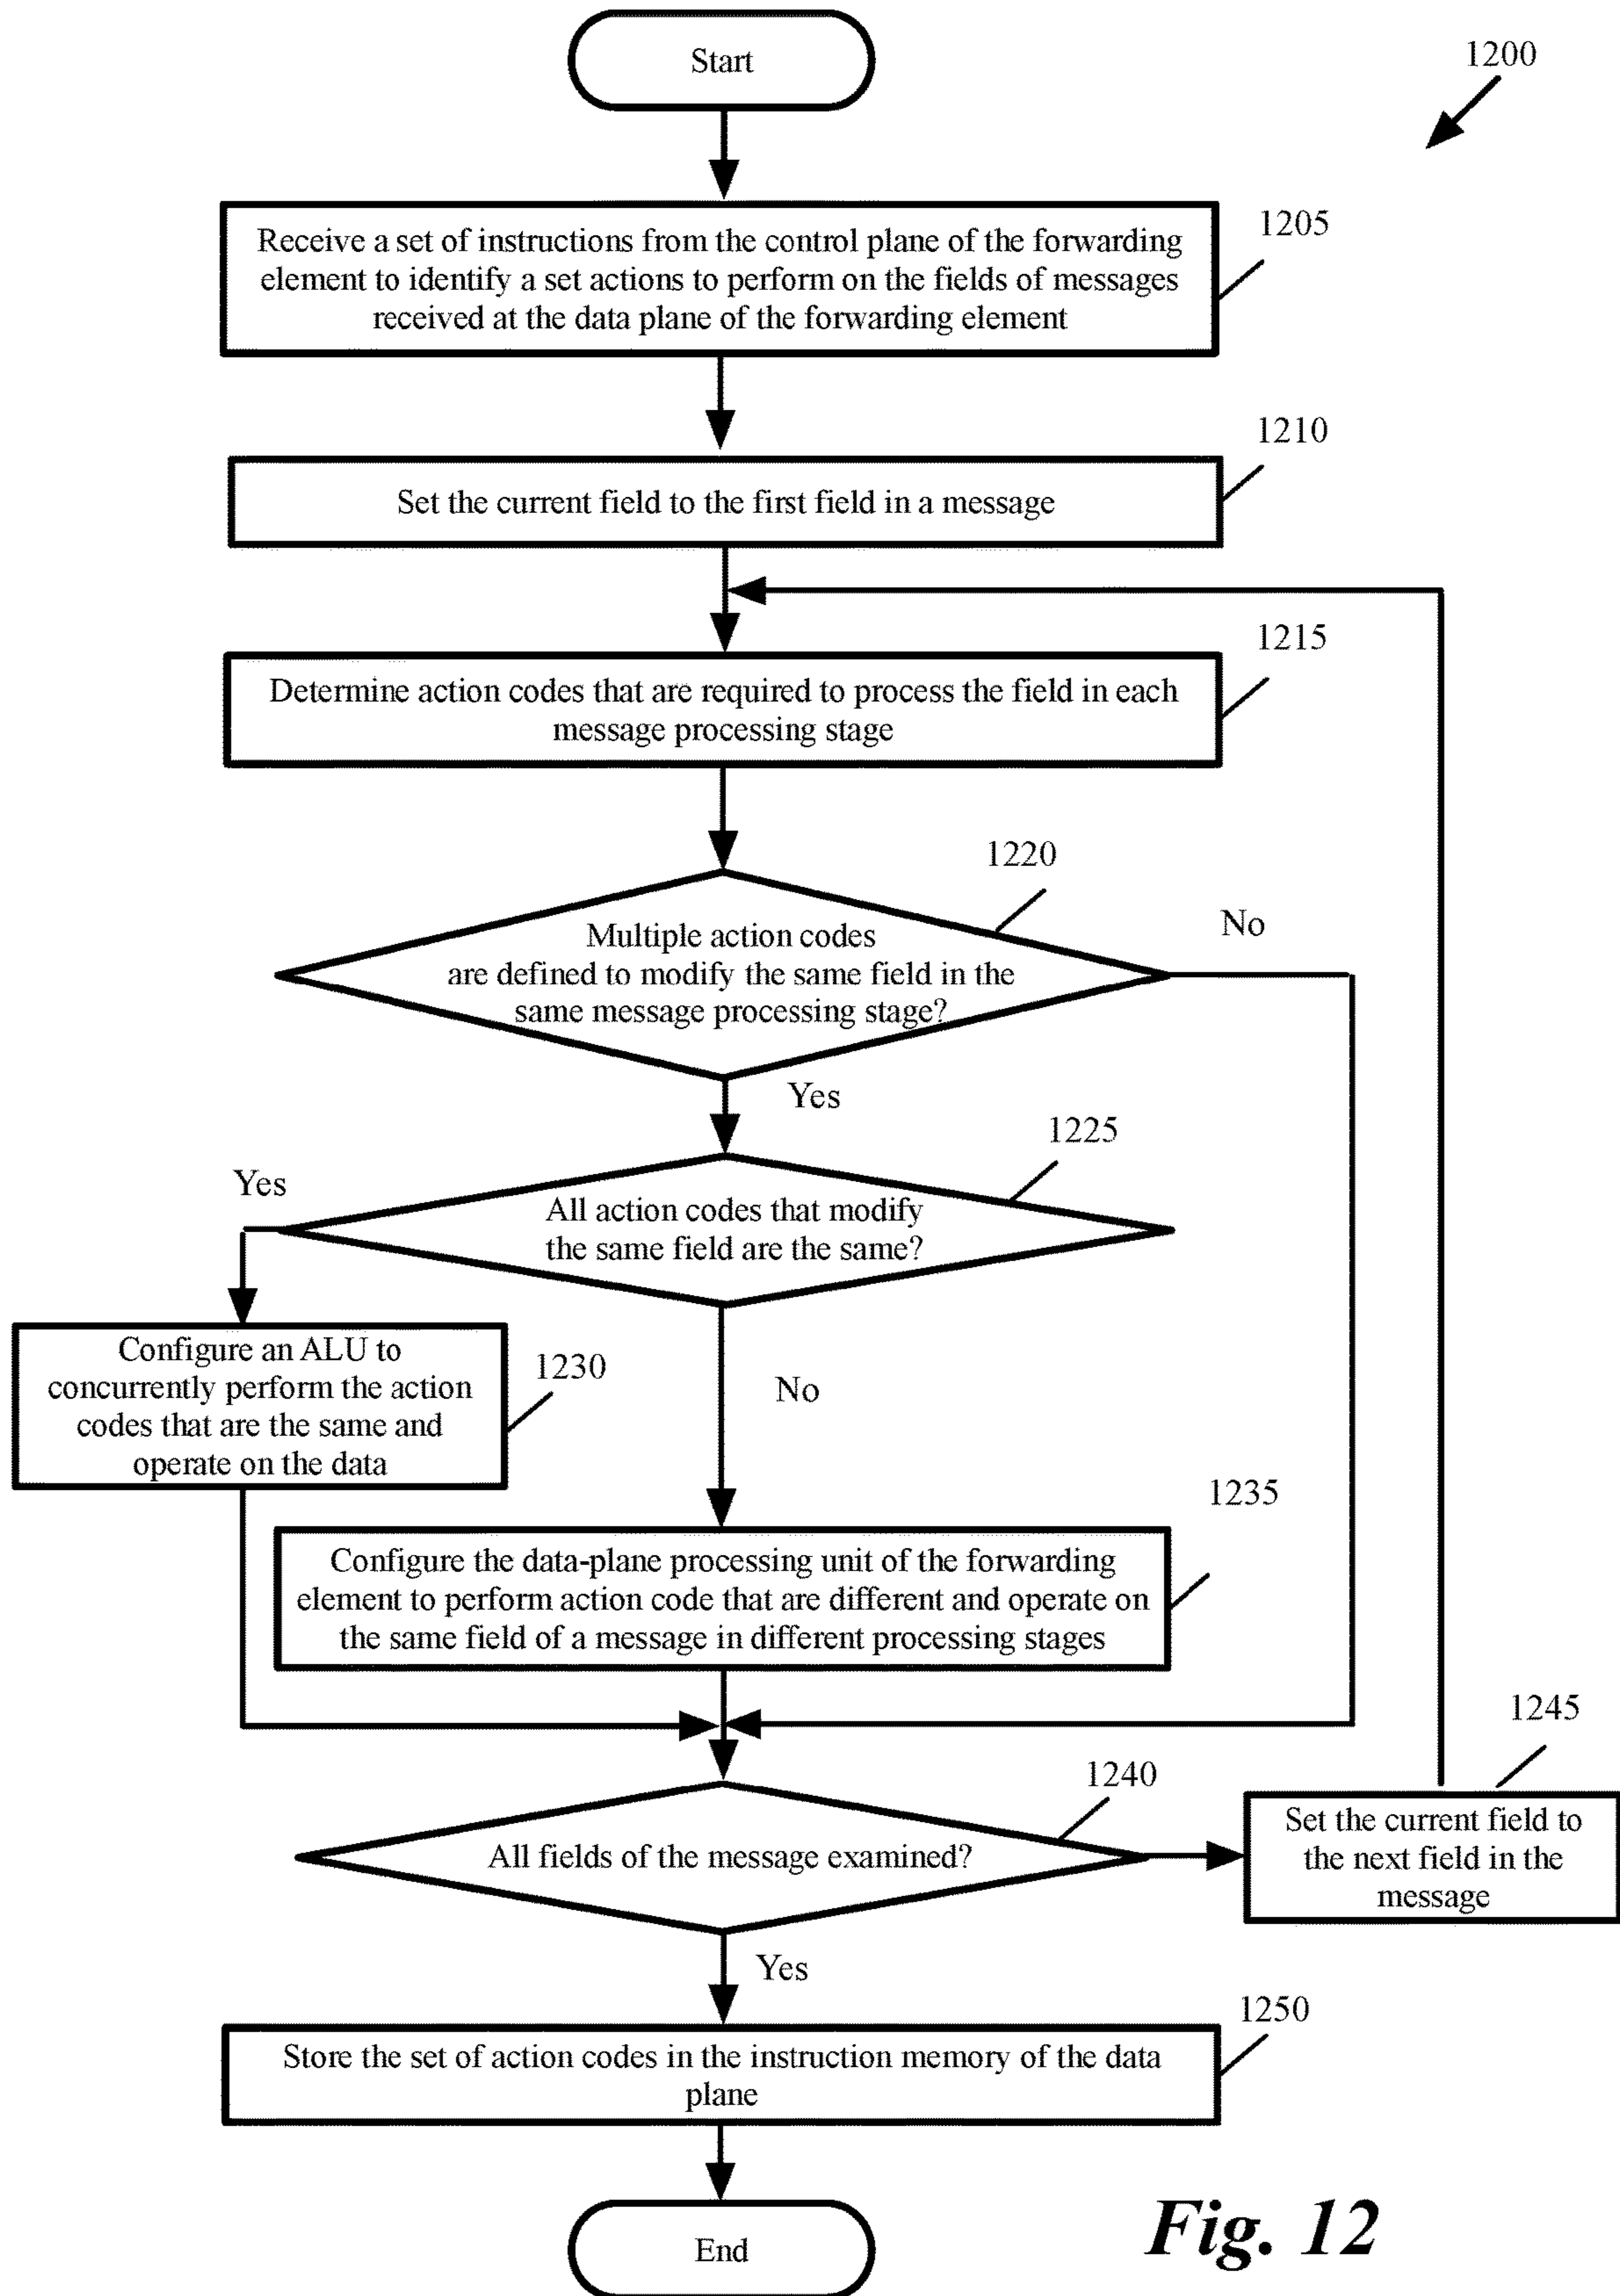 Start
1200
Receive a set of instructions from the control plane of the forwarding
element to identify a set actions to perform on the fields of messages
received at the data plane of the forwarding element
1205
Set the current field to the first field in a message
1210
Determine action codes that are required to process the field in each
message processing stage
1215
Multiple action codes
are defined to modify the same field in the
same message processing stage?
1220
No
Yes
All action codes that modify
the same field are the same?
1225
Yes
No
Configure an ALU to
concurrently perform the action
codes that are the same and
operate on the data
1230
Configure the data-plane processing unit of the forwarding
element to perform action code that are different and operate on
the same field of a message in different processing stages
1235
All fields of the message examined?
1240
Set the current field to
the next field in the
message
1245
Yes
Store the set of action codes in the instruction memory of the data
plane
1250
End
Fig. 12